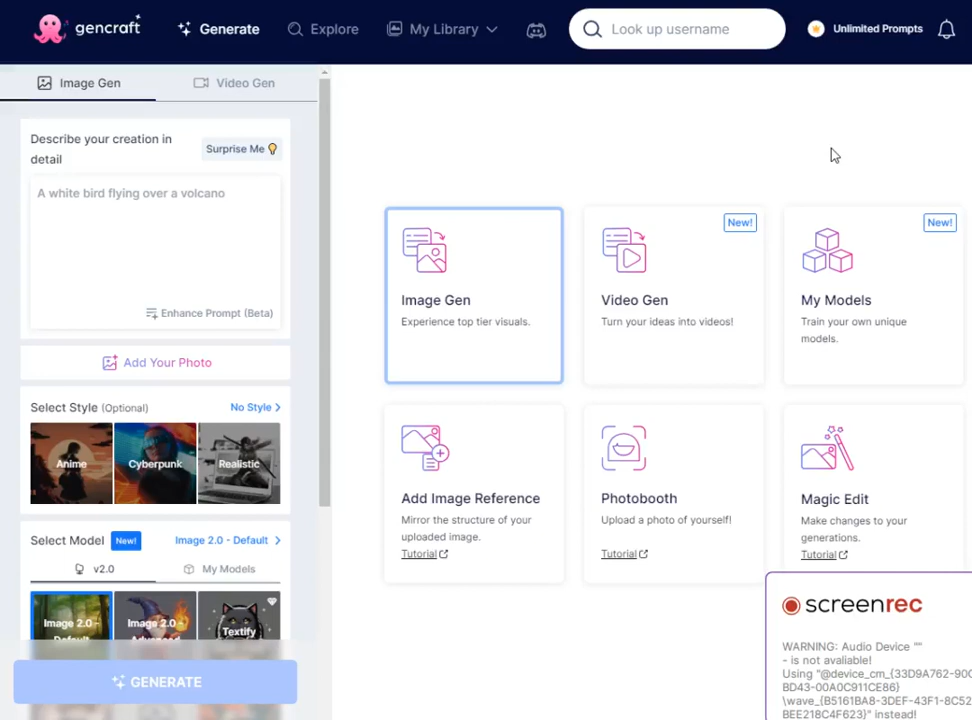 gencraft
Generate
Explore
My Library
Look up username
Unlimited Prompts
Image Gen
Video Gen
Describe your creation in
detail
Surprise Me
A white bird flying over a volcano
Enhance Prompt (Beta)
Add Your Photo
Select Style (Optional)
No Style >
Anime
Cyberpunk
Realistic
Select Model
New!
Image 2.0 - Default >
v2.0
My Models
Image 2.0 -
Default
Image 2.0 -
Advanced
Textify
GENERATE
Image Gen
Experience top tier visuals.
New!
Video Gen
Turn your ideas into videos!
New!
My Models
Train your own unique
models.
Add Image Reference
Mirror the structure of your
uploaded image.
Tutorial
Photobooth
Upload a photo of yourself!
Tutorial
Magic Edit
Make changes to your
generations.
Tutorial
screenrec
WARNING: Audio Device ""
- is not avaliable!
Using "@device_cm_{33D9A762-90C
BD43-00A0C911CE86}
\wave_{B5161BA8-3DEF-43F1-8C52
BEE218C4F623}" instead!